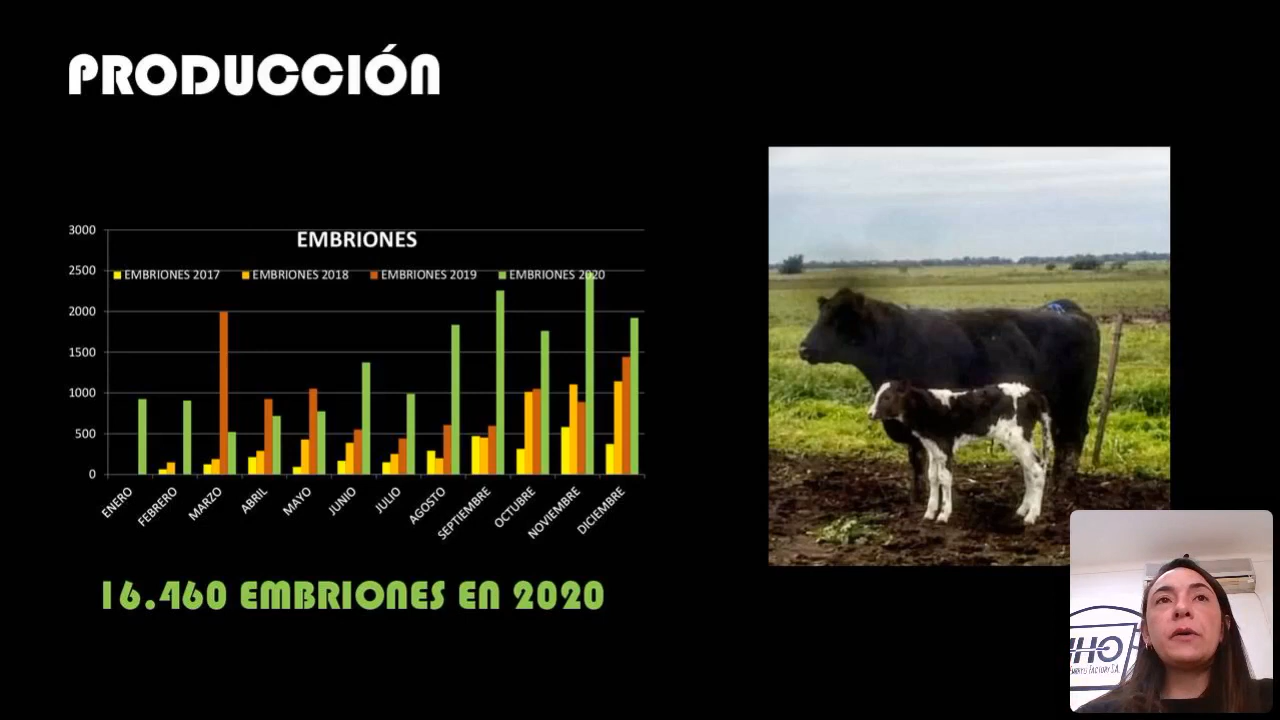 PRODUCCIÓN
EMBRIONES
EMBRIONES 2017 EMBRIONES 2018 EMBRIONES 2019 EMBRIONES 2020
3000
2500
2000
1500
1000
500
0
ENERO FEBRERO MARZO ABRIL MAYO JUNIO JULIO AGOSTO SEPTIEMBRE OCTUBRE NOVIEMBRE DICIEMBRE
16.460 EMBRIONES EN 2020
FACTORY S.A.